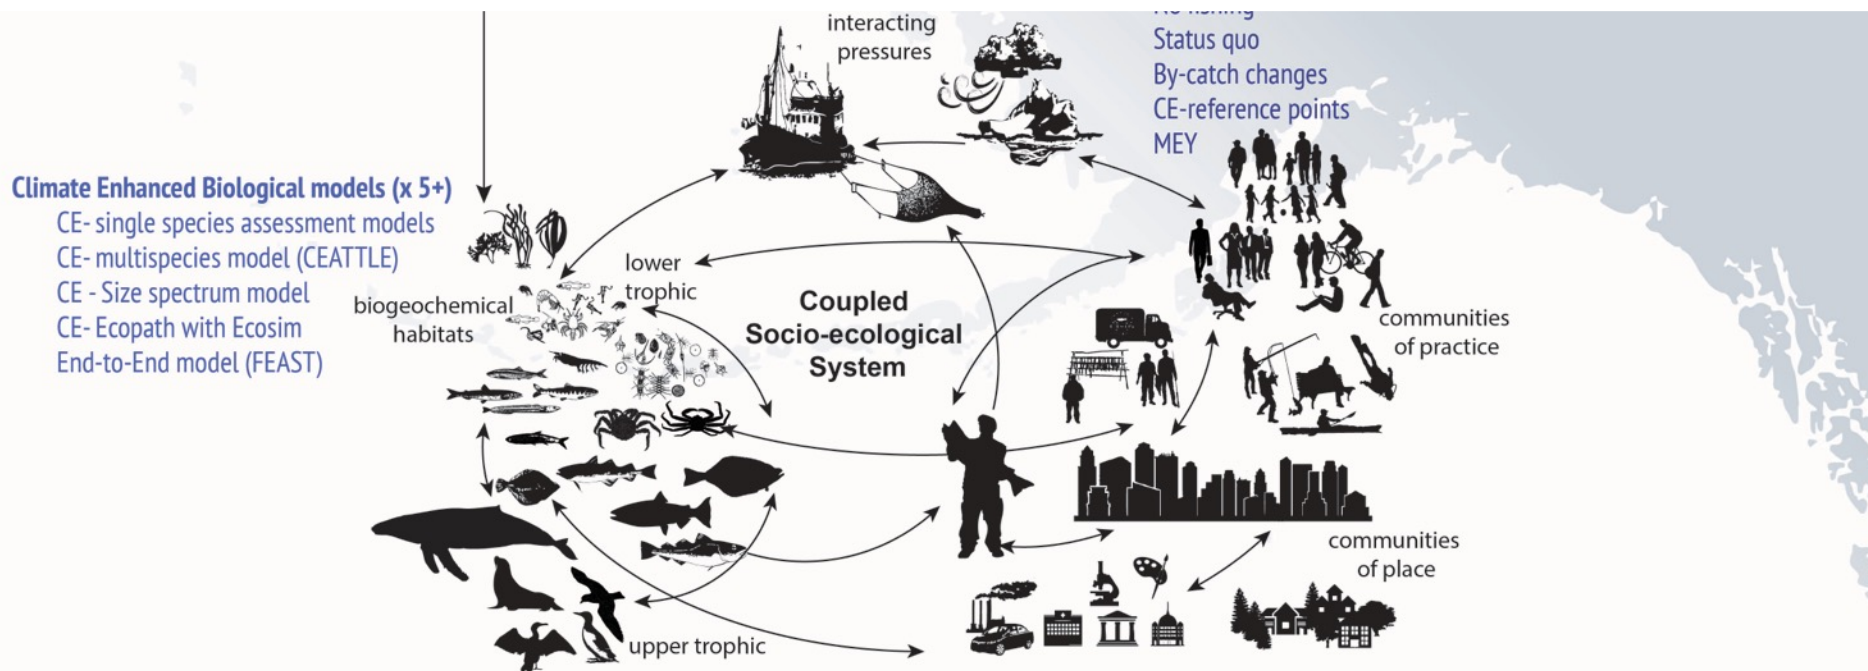 interacting
pressures
No fishing
Status quo
By-catch changes
CE-reference points
MEY
Climate Enhanced Biological models (x 5+)
CE- single species assessment models
CE- multispecies model (CEATTLE)
CE - Size spectrum model
CE- Ecopath with Ecosim
End-to-End model (FEAST)
biogeochemical
habitats
lower
trophic
Coupled
Socio-ecological
System
communities
of practice
communities
of place
upper trophic